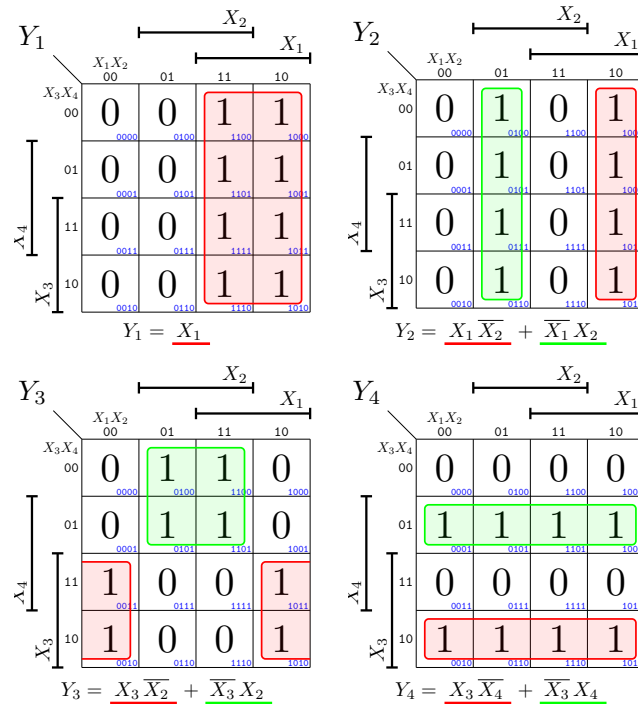 Y₁
X₂
X₁
X₁X₂
00 01 11 10
X₃X₄
00 0 0 1 1
0000 0100 1100 1000
01 0 0 1 1
0001 0101 1101 1001
X₄
11 0 0 1 1
0011 0111 1111 1011
X₃
10 0 0 1 1
0010 0110 1110 1010
Y₁ = X₁
Y₂
X₂
X₁
X₁X₂
00 01 11 10
X₃X₄
00 0 1 0 1
0000 0100 1100 100
01 0 1 0 1
0001 0101 1101 100
X₄
11 0 1 0 1
0011 0111 1111 101
X₃
10 0 1 0 1
0010 0110 1110 101
Y₂ = X₁ X̅₂ + X̅₁ X₂
Y₃
X₂
X₁
X₁X₂
00 01 11 10
X₃X₄
00 0 1 1 0
0000 0100 1100 1000
01 0 1 1 0
0001 0101 1101 1001
X₄
11 1 0 0 1
0011 0111 1111 1011
X₃
10 1 0 0 1
0010 0110 1110 1010
Y₃ = X₃ X̅₂ + X̅₃ X₂
Y₄
X₂
X₁
X₁X₂
00 01 11 10
X₃X₄
00 0 0 0 0
0000 0100 1100 100
01 1 1 1 1
0001 0101 1101 100
X₄
11 0 0 0 0
0011 0111 1111 101
X₃
10 1 1 1 1
0010 0110 1110 101
Y₄ = X₃ X̅₄ + X̅₃ X₄